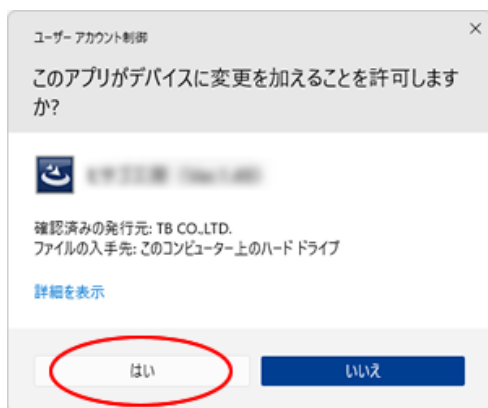 ユーザー アカウント制御
このアプリがデバイスに変更を加えることを許可します
か?
確認済みの発行元: TB CO.,LTD.
ファイルの入手先: このコンピューター上のハード ドライブ
詳細を表示
はい
いいえ